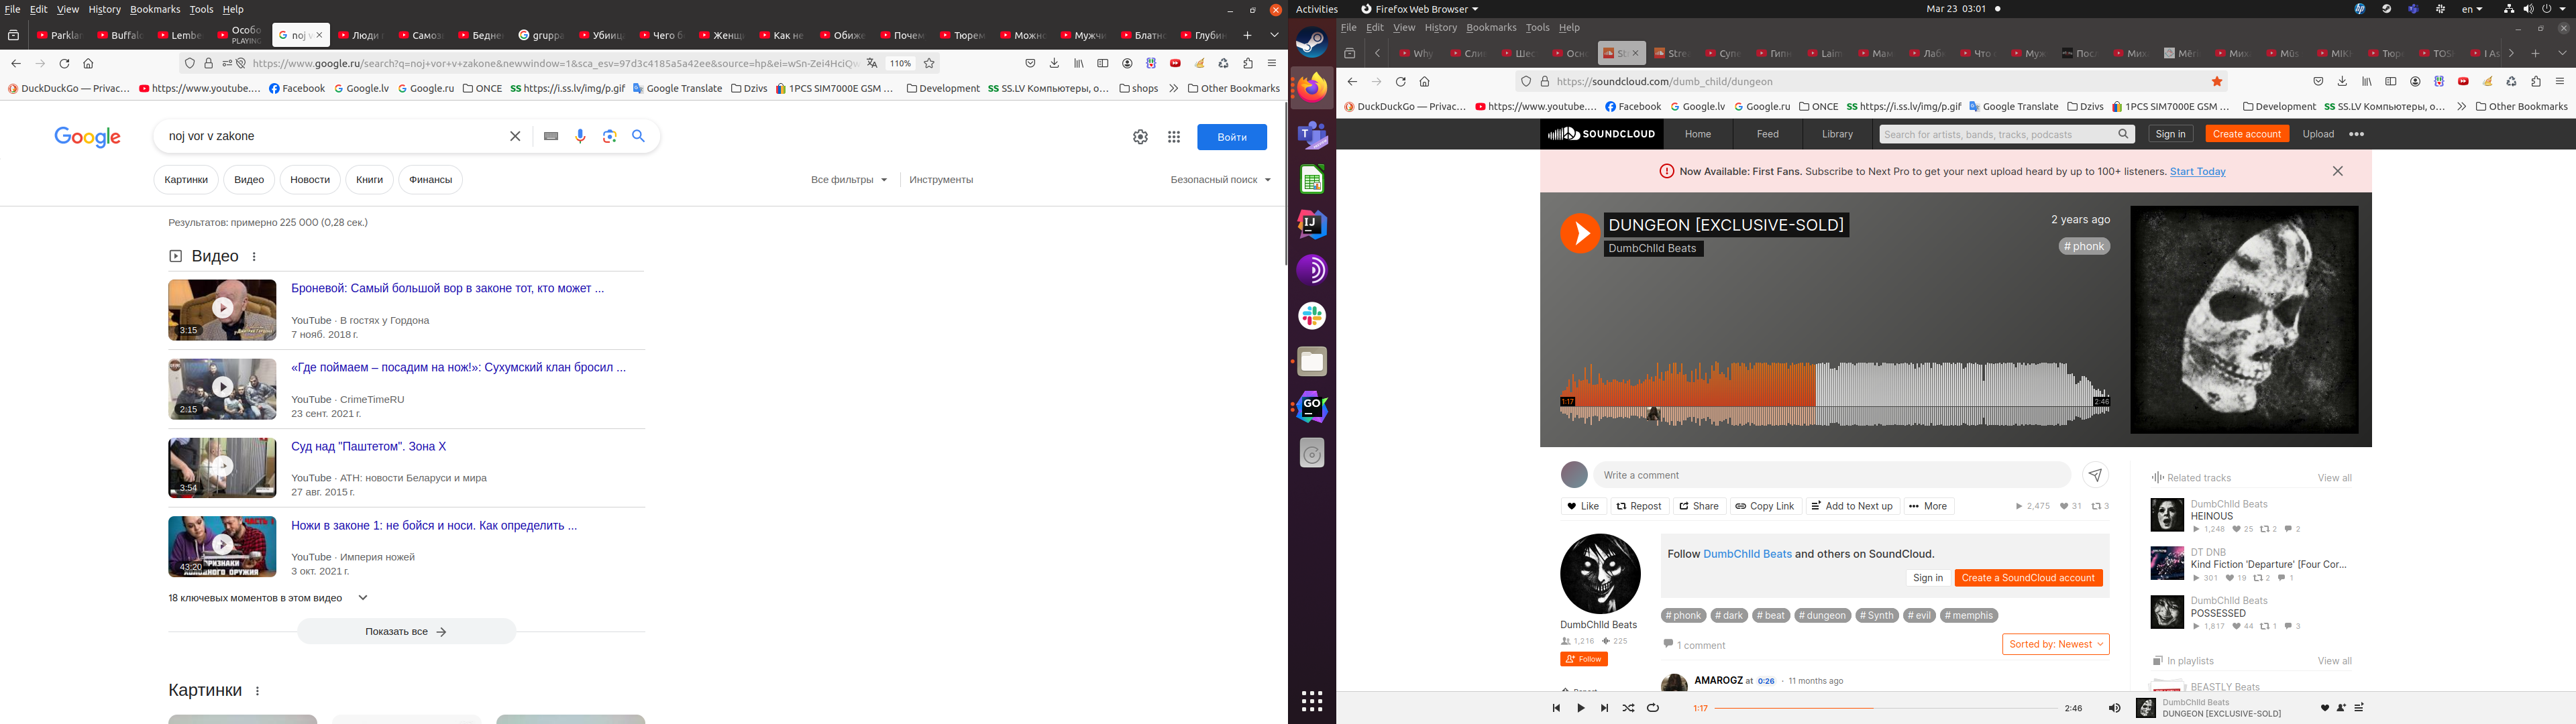 File Edit View History Bookmarks Tools Help
Parklan Buffalo Lember Особо PLAYING noj v Люди Самоз Бедне gruppa Убийц Чего б Женщ Как не Обиже Почем Тюрем Можно Мужчи Блатн Глубин
https://www.google.ru/search?q=noj+vor+v+zakone&newwindow=1&sca_esv=97d3c4185a5a42ee&source=hp&ei=wSn-Zei4HciQw 110%
DuckDuckGo — Privac… https://www.youtube.… Facebook Google.lv Google.ru ONCE https://i.ss.lv/img/p.gif Google Translate Dzivs 1PCS SIM7000E GSM … Development SS.LV Компьютеры, о… shops Other Bookmarks
Google
noj vor v zakone
Войти
Картинки Видео Новости Книги Финансы Все фильтры Инструменты Безопасный поиск
Результатов: примерно 225 000 (0,28 сек.)
Видео
Броневой: Самый большой вор в законе тот, кто может ...
YouTube · В гостях у Гордона
7 нояб. 2018 г.
3:15
«Где поймаем – посадим на нож!»: Сухумский клан бросил ...
YouTube · CrimeTimeRU
23 сент. 2021 г.
2:15
Суд над "Паштетом". Зона Х
YouTube · АТН: новости Беларуси и мира
27 авг. 2015 г.
3:54
Ножи в законе 1: не бойся и носи. Как определить ...
YouTube · Империя ножей
3 окт. 2021 г.
43:20
18 ключевых моментов в этом видео
Показать все
Картинки
Activities Firefox Web Browser Mar 23 03:01 en
File Edit View History Bookmarks Tools Help
Why Сли Шес Осн St Stre Супе Гипн Laim Мам Лаб Что Муж Посл Мих Mēr Мих Mūs MIK Тюр TOS I As
https://soundcloud.com/dumb_child/dungeon
DuckDuckGo — Privac… https://www.youtube.… Facebook Google.lv Google.ru ONCE https://i.ss.lv/img/p.gif Google Translate Dzivs 1PCS SIM7000E GSM … Development SS.LV Компьютеры, о… Other Bookmarks
SOUNDCLOUD Home Feed Library Search for artists, bands, tracks, podcasts Sign in Create account Upload
Now Available: First Fans. Subscribe to Next Pro to get your next upload heard by up to 100+ listeners. Start Today
DUNGEON [EXCLUSIVE-SOLD]
DumbChIld Beats
2 years ago
# phonk
1:17 2:46
Write a comment
Like Repost Share Copy Link Add to Next up More 2,475 31 3
Follow DumbChIld Beats and others on SoundCloud.
Sign in Create a SoundCloud account
# phonk # dark # beat # dungeon # Synth # evil # memphis
DumbChIld Beats
1,216 225
Follow
1 comment
Sorted by: Newest
AMAROGZ at 0:26 · 11 months ago
Related tracks View all
DumbChIld Beats
HEINOUS
1,248 25 2 2
DT DNB
Kind Fiction 'Departure' [Four Cor…
301 19 2 1
DumbChIld Beats
POSSESSED
1,817 44 1 3
In playlists View all
BEASTLY Beats
1:17 2:46
DumbChIld Beats
DUNGEON [EXCLUSIVE-SOLD]